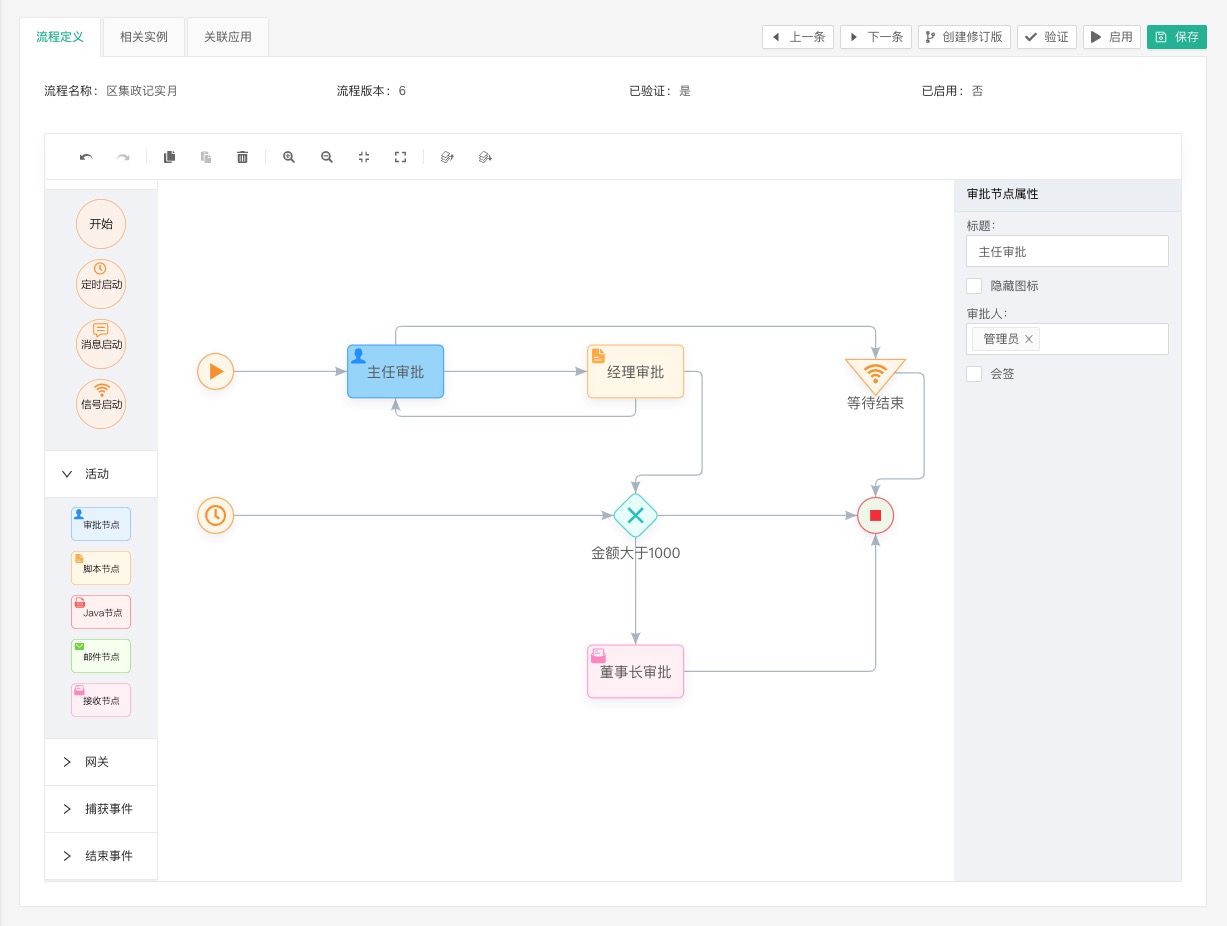 流程定义
相关实例
关联应用
上一条
下一条
创建修订版
验证
启用
保存
流程名称： 区集政记实月
流程版本： 6
已验证： 是
已启用： 否
开始
定时启动
消息启动
信号启动
活动
审批节点
脚本节点
Java节点
邮件节点
接收节点
网关
捕获事件
结束事件
主任审批
经理审批
等待结束
金额大于1000
董事长审批
审批节点属性
标题：
主任审批
隐藏图标
审批人：
管理员 ×
会签